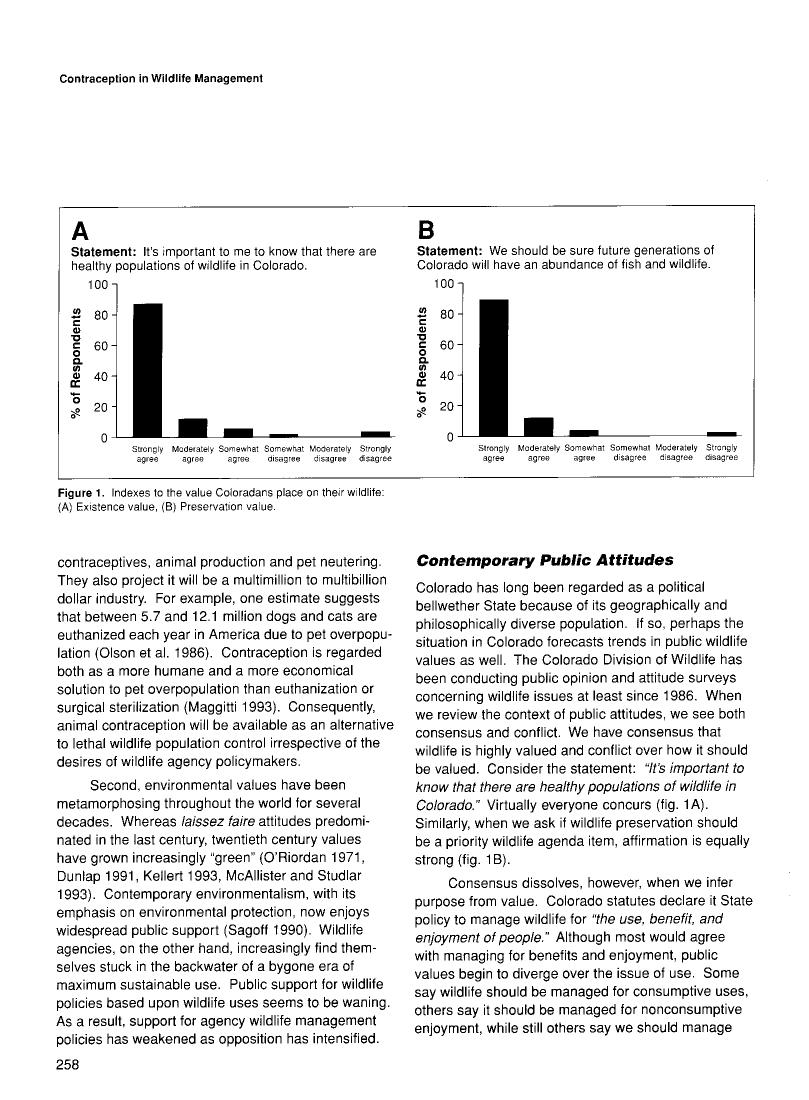 Contraception in Wildlife Management
A
Statement: It's important to me to know that there are
healthy populations of wildlife in Colorado.
% of Respondents
100
80
60
40
20
0
Strongly Moderately Somewhat Somewhat Moderately Strongly
agree agree agree disagree disagree disagree
B
Statement: We should be sure future generations of
Colorado will have an abundance of fish and wildlife.
% of Respondents
100
80
60
40
20
0
Strongly Moderately Somewhat Somewhat Moderately Strongly
agree agree agree disagree disagree disagree
Figure 1. Indexes to the value Coloradans place on their wildlife:
(A) Existence value, (B) Preservation value.
contraceptives, animal production and pet neutering.
They also project it will be a multimillion to multibillion
dollar industry. For example, one estimate suggests
that between 5.7 and 12.1 million dogs and cats are
euthanized each year in America due to pet overpopu-
lation (Olson et al. 1986). Contraception is regarded
both as a more humane and a more economical
solution to pet overpopulation than euthanization or
surgical sterilization (Maggitti 1993). Consequently,
animal contraception will be available as an alternative
to lethal wildlife population control irrespective of the
desires of wildlife agency policymakers.
Second, environmental values have been
metamorphosing throughout the world for several
decades. Whereas laissez faire attitudes predomi-
nated in the last century, twentieth century values
have grown increasingly "green" (O'Riordan 1971,
Dunlap 1991, Kellert 1993, McAllister and Studlar
1993). Contemporary environmentalism, with its
emphasis on environmental protection, now enjoys
widespread public support (Sagoff 1990). Wildlife
agencies, on the other hand, increasingly find them-
selves stuck in the backwater of a bygone era of
maximum sustainable use. Public support for wildlife
policies based upon wildlife uses seems to be waning.
As a result, support for agency wildlife management
policies has weakened as opposition has intensified.
Contemporary Public Attitudes
Colorado has long been regarded as a political
bellwether State because of its geographically and
philosophically diverse population. If so, perhaps the
situation in Colorado forecasts trends in public wildlife
values as well. The Colorado Division of Wildlife has
been conducting public opinion and attitude surveys
concerning wildlife issues at least since 1986. When
we review the context of public attitudes, we see both
consensus and conflict. We have consensus that
wildlife is highly valued and conflict over how it should
be valued. Consider the statement: "It's important to
know that there are healthy populations of wildlife in
Colorado." Virtually everyone concurs (fig. 1A).
Similarly, when we ask if wildlife preservation should
be a priority wildlife agenda item, affirmation is equally
strong (fig. 1B).
Consensus dissolves, however, when we infer
purpose from value. Colorado statutes declare it State
policy to manage wildlife for "the use, benefit, and
enjoyment of people." Although most would agree
with managing for benefits and enjoyment, public
values begin to diverge over the issue of use. Some
say wildlife should be managed for consumptive uses,
others say it should be managed for nonconsumptive
enjoyment, while still others say we should manage
258